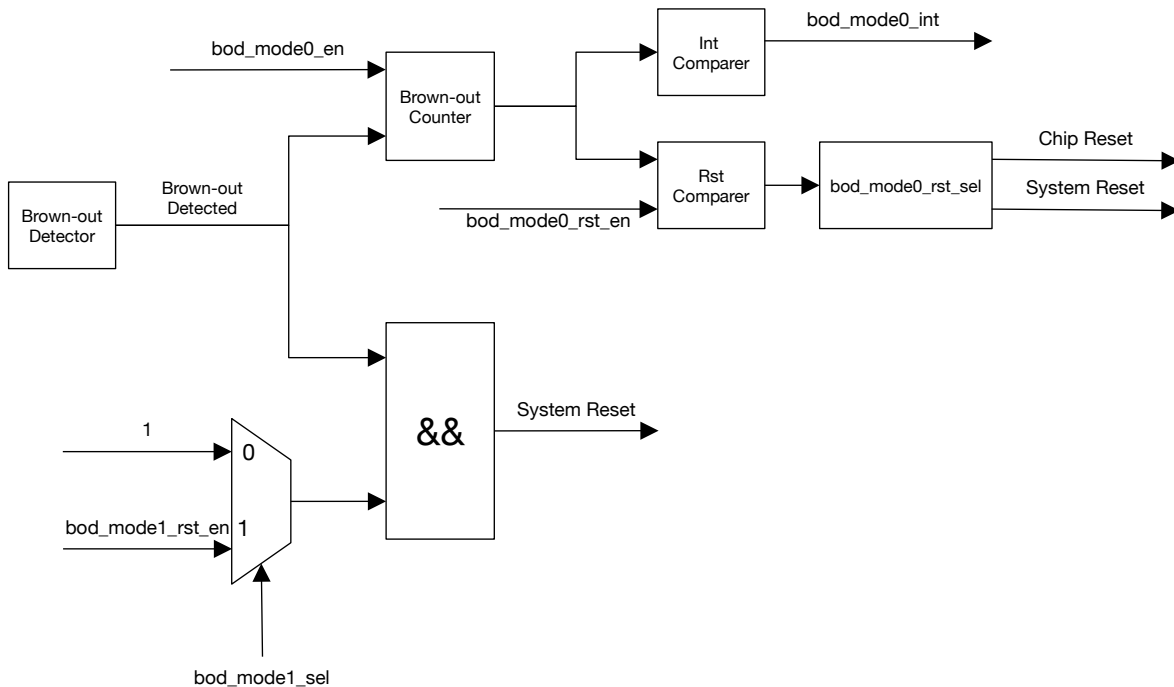 bod_mode0_en
Brown-out
Counter
Int
Comparer
bod_mode0_int
Brown-out
Detector
Brown-out
Detected
bod_mode0_rst_en
Rst
Comparer
bod_mode0_rst_sel
Chip Reset
System Reset
&&
System Reset
1
0
bod_mode1_rst_en
1
bod_mode1_sel